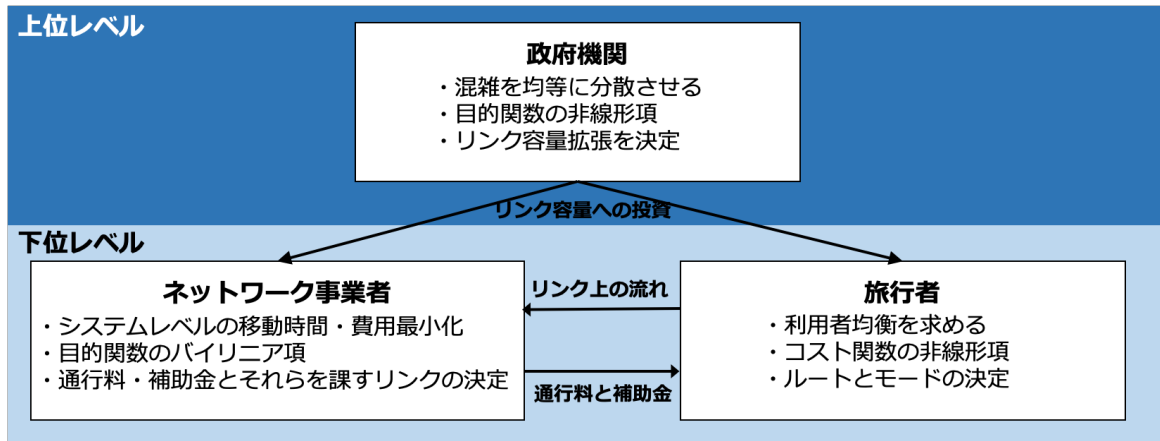 上位レベル
政府機関
・混雑を均等に分散させる
・目的関数の非線形項
・リンク容量拡張を決定
リンク容量への投資
下位レベル
ネットワーク事業者
・システムレベルの移動時間・費用最小化
・目的関数のバイリニア項
・通行料・補助金とそれらを課すリンクの決定
リンク上の流れ
通行料と補助金
旅行者
・利用者均衡を求める
・コスト関数の非線形項
・ルートとモードの決定